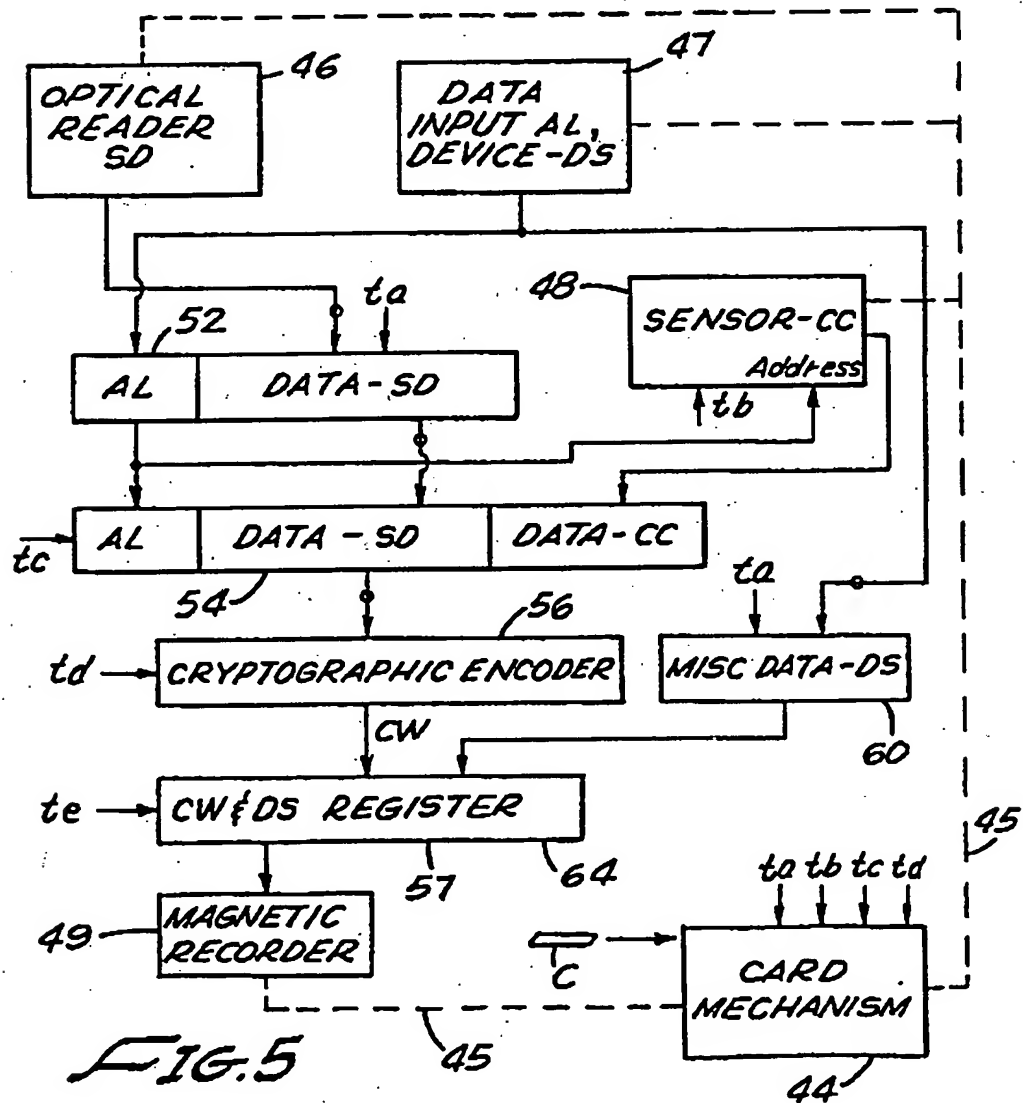 46
OPTICAL
READER
SD
47
DATA
INPUT AL,
DEVICE-DS
ta
48
SENSOR-CC
Address
tb
52
AL
DATA-SD
tc
AL
DATA - SD
DATA-CC
54
ta
56
td
CRYPTOGRAPHIC ENCODER
MISC DATA-DS
60
CW
te
CW & DS REGISTER
57
64
45
ta tb tc td
49
MAGNETIC
RECORDER
C
CARD
MECHANISM
45
44
FIG. 5